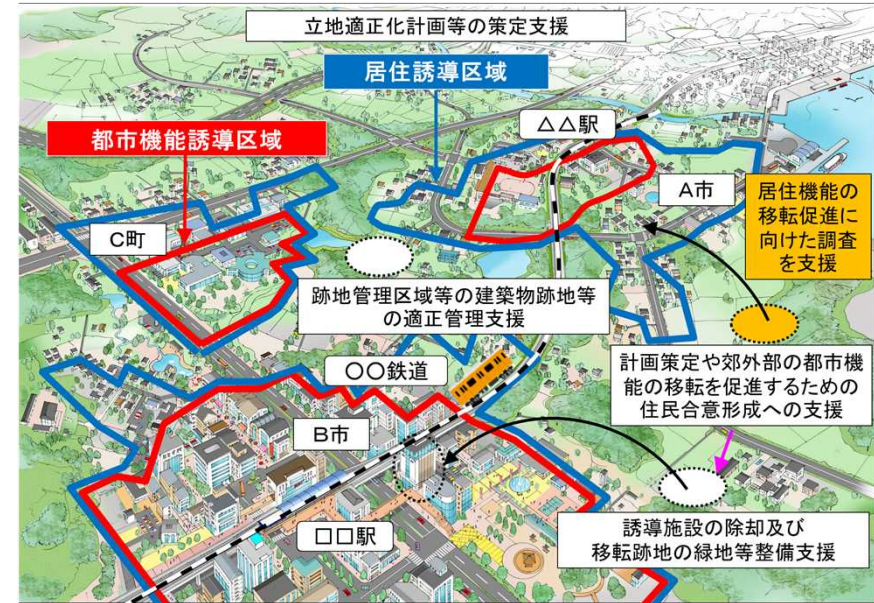 立地適正化計画等の策定支援
居住誘導区域
都市機能誘導区域
△△駅
A市
居住機能の
移転促進に
向けた調査
を支援
C町
跡地管理区域等の建築物跡地等
の適正管理支援
〇〇鉄道
計画策定や郊外部の都市機
能の移転を促進するための
住民合意形成への支援
B市
□□駅
誘導施設の除却及び
移転跡地の緑地等整備支援